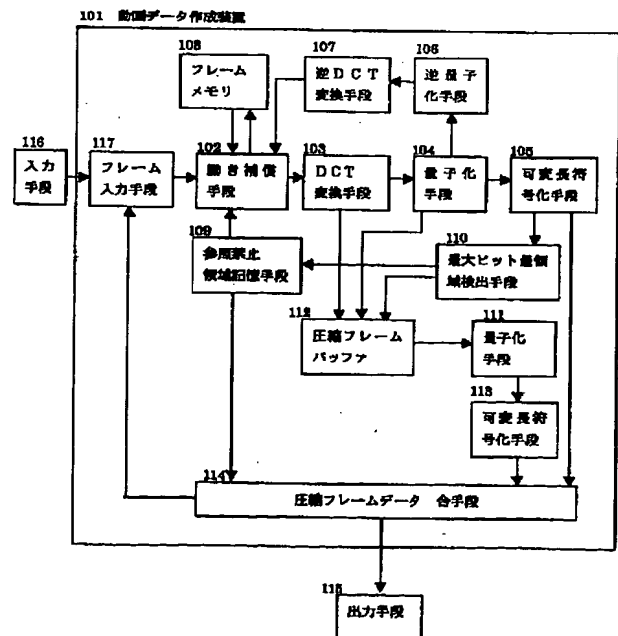 101 動画データ作成装置
108
フレーム
メモリ
107
逆DCT
変換手段
106
逆量子
化手段
116
入力
手段
117
フレーム
入力手段
102
動き補償
手段
103
DCT
変換手段
104
量子化
手段
105
可変長符
号化手段
109
参照禁止
領域記憶手段
110
最大ビット量領
域検出手段
112
圧縮フレーム
バッファ
111
量子化
手段
113
可変長符
号化手段
114
圧縮フレームデータ 合手段
115
出力手段